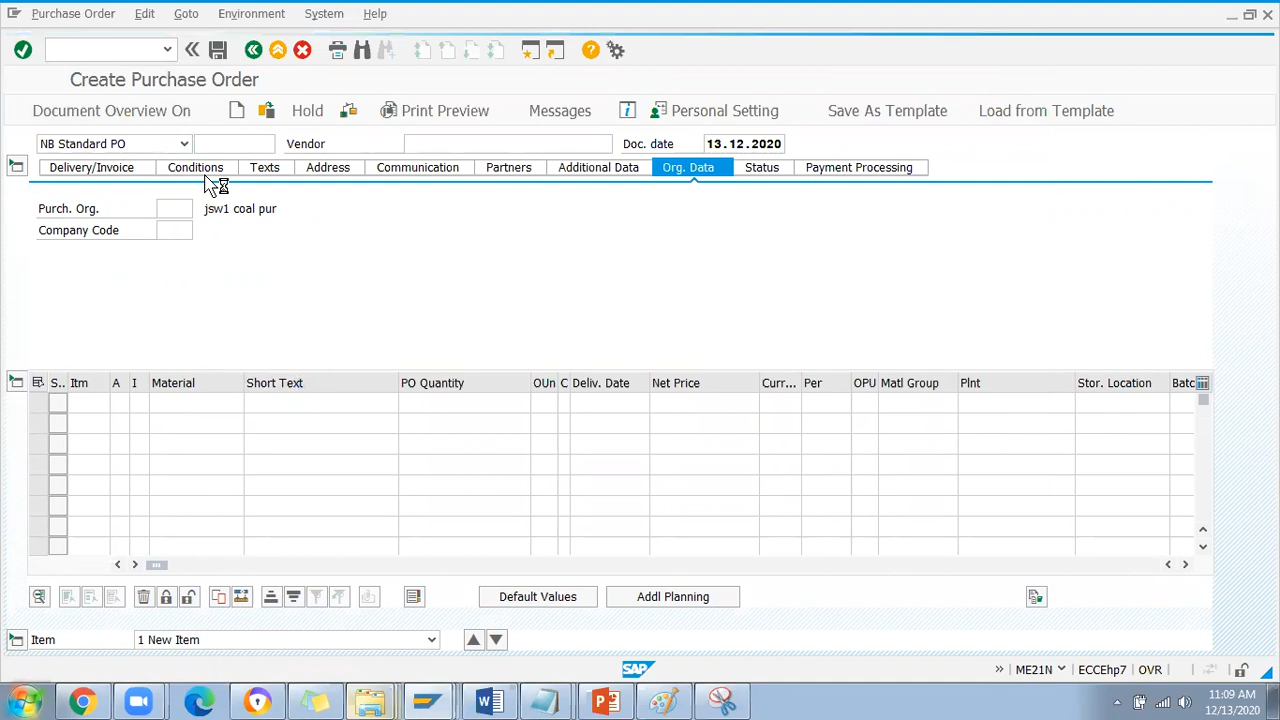 Purchase Order Edit Goto Environment System Help
Create Purchase Order
Document Overview On Hold Print Preview Messages Personal Setting Save As Template Load from Template
NB Standard PO Vendor Doc. date 13.12.2020
Delivery/Invoice Conditions Texts Address Communication Partners Additional Data Org. Data Status Payment Processing
Purch. Org. jsw1 coal pur
Company Code
S.. Itm A I Material Short Text PO Quantity OUn C Deliv. Date Net Price Curr... Per OPU Matl Group Plnt Stor. Location Batc
Default Values Addl Planning
Item 1 New Item
SAP
» ME21N ECCEhp7 OVR
11:09 AM
12/13/2020